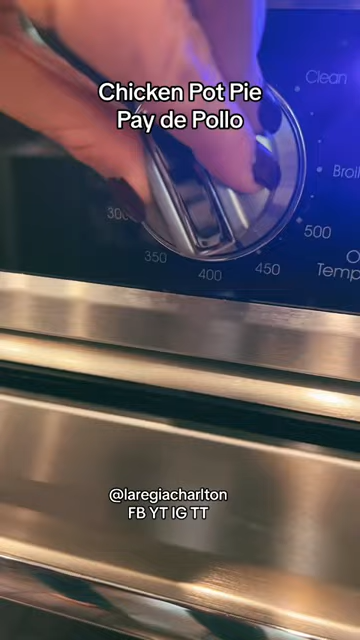 Chicken Pot Pie
Pay de Pollo
Clean
Broil
300
500
350
450
400
Temp
@laregiacharlton
FB YT IG TT